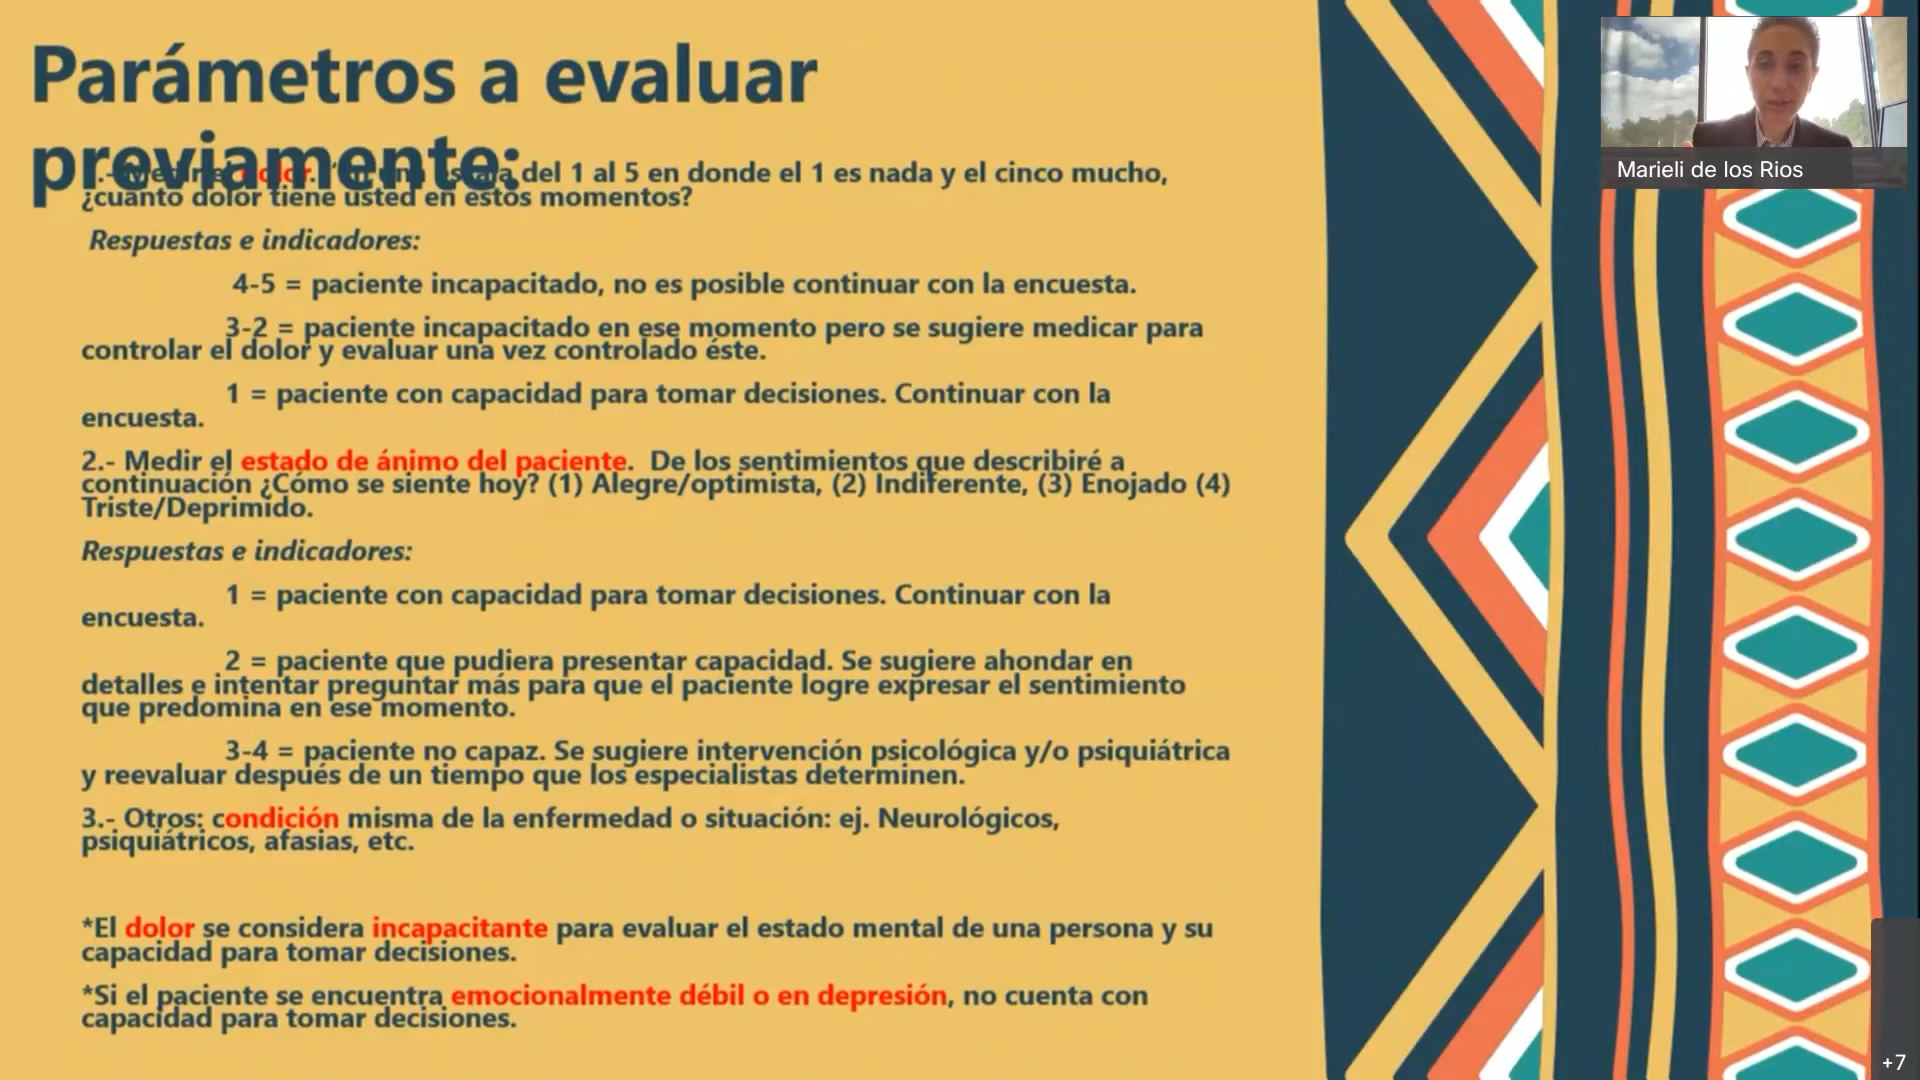 Parámetros a evaluar
previamente:
dolor. del 1 al 5 en donde el 1 es nada y el cinco mucho,
¿cuánto dolor tiene usted en estos momentos?
Respuestas e indicadores:
4-5 = paciente incapacitado, no es posible continuar con la encuesta.
3-2 = paciente incapacitado en ese momento pero se sugiere medicar para
controlar el dolor y evaluar una vez controlado éste.
1 = paciente con capacidad para tomar decisiones. Continuar con la
encuesta.
2.- Medir el estado de ánimo del paciente. De los sentimientos que describiré a
continuación ¿Cómo se siente hoy? (1) Alegre/optimista, (2) Indiferente, (3) Enojado (4)
Triste/Deprimido.
Respuestas e indicadores:
1 = paciente con capacidad para tomar decisiones. Continuar con la
encuesta.
2 = paciente que pudiera presentar capacidad. Se sugiere ahondar en
detalles e intentar preguntar más para que el paciente logre expresar el sentimiento
que predomina en ese momento.
3-4 = paciente no capaz. Se sugiere intervención psicológica y/o psiquiátrica
y reevaluar después de un tiempo que los especialistas determinen.
3.- Otros: condición misma de la enfermedad o situación: ej. Neurológicos,
psiquiátricos, afasias, etc.
*El dolor se considera incapacitante para evaluar el estado mental de una persona y su
capacidad para tomar decisiones.
*Si el paciente se encuentra emocionalmente débil o en depresión, no cuenta con
capacidad para tomar decisiones.
Marieli de los Rios
+7